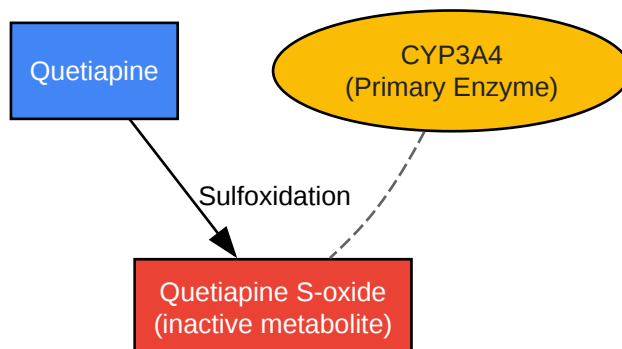 Quetiapine
CYP3A4
(Primary Enzyme)
Sulfoxidation
Quetiapine S-oxide
(inactive metabolite)